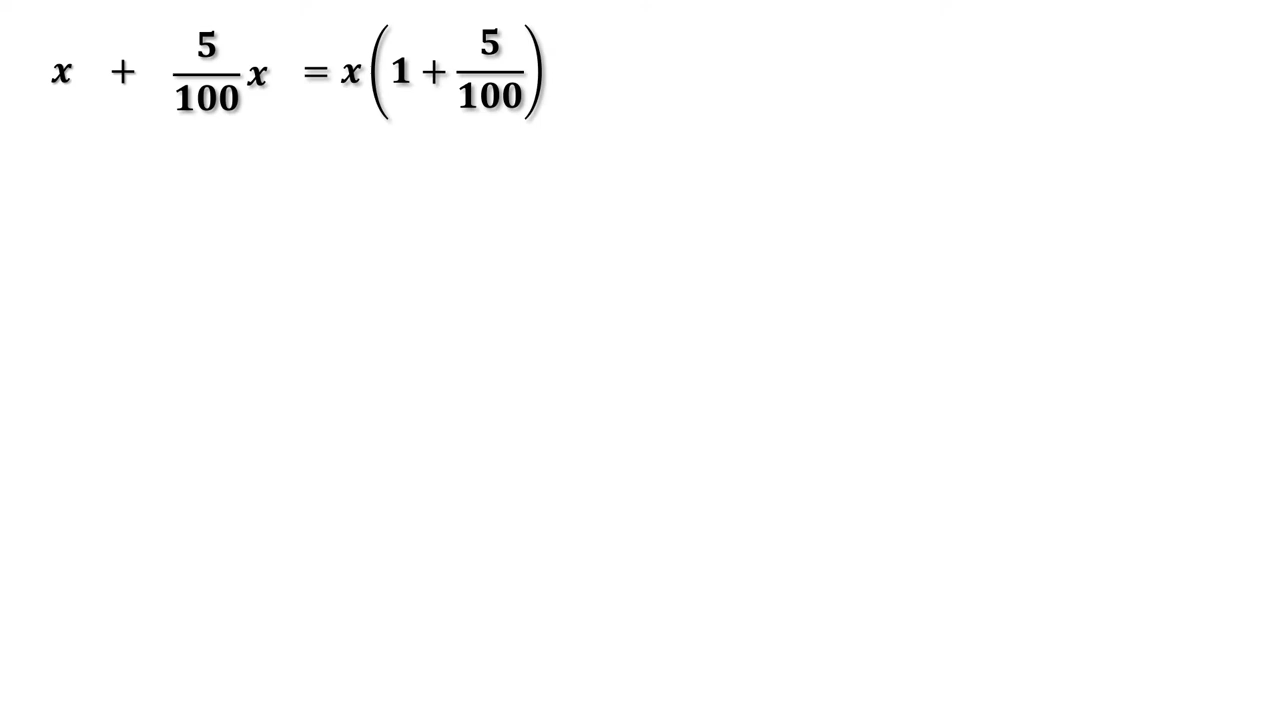 x + 5/100 x = x(1 + 5/100)